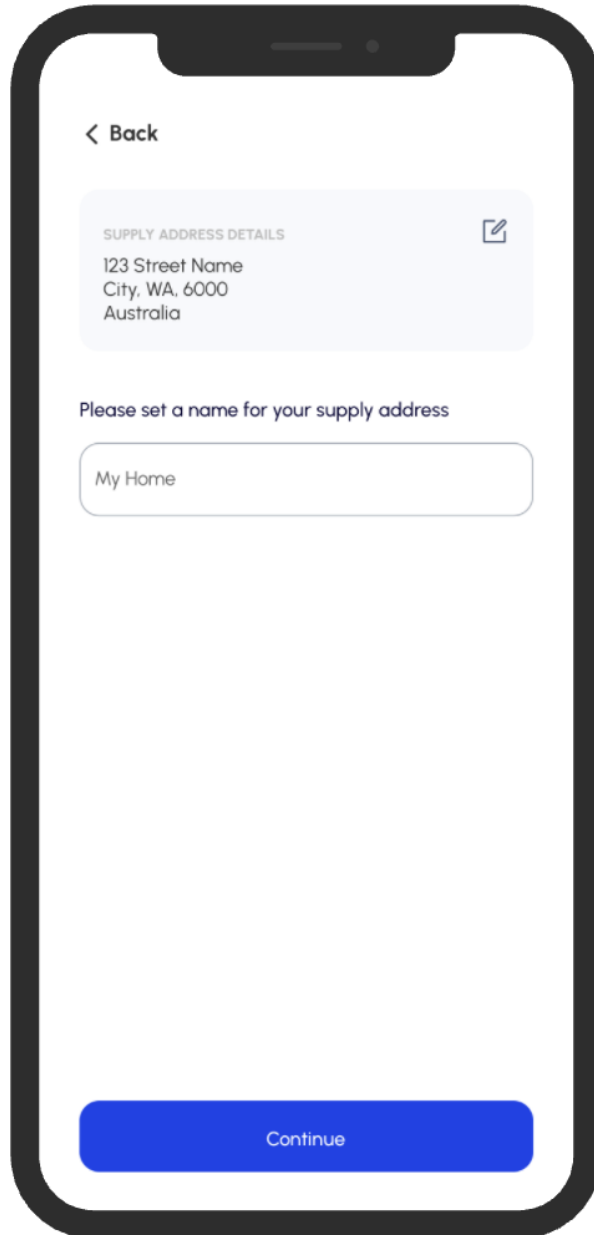 Back
SUPPLY ADDRESS DETAILS
123 Street Name
City, WA, 6000
Australia
Please set a name for your supply address
My Home
Continue